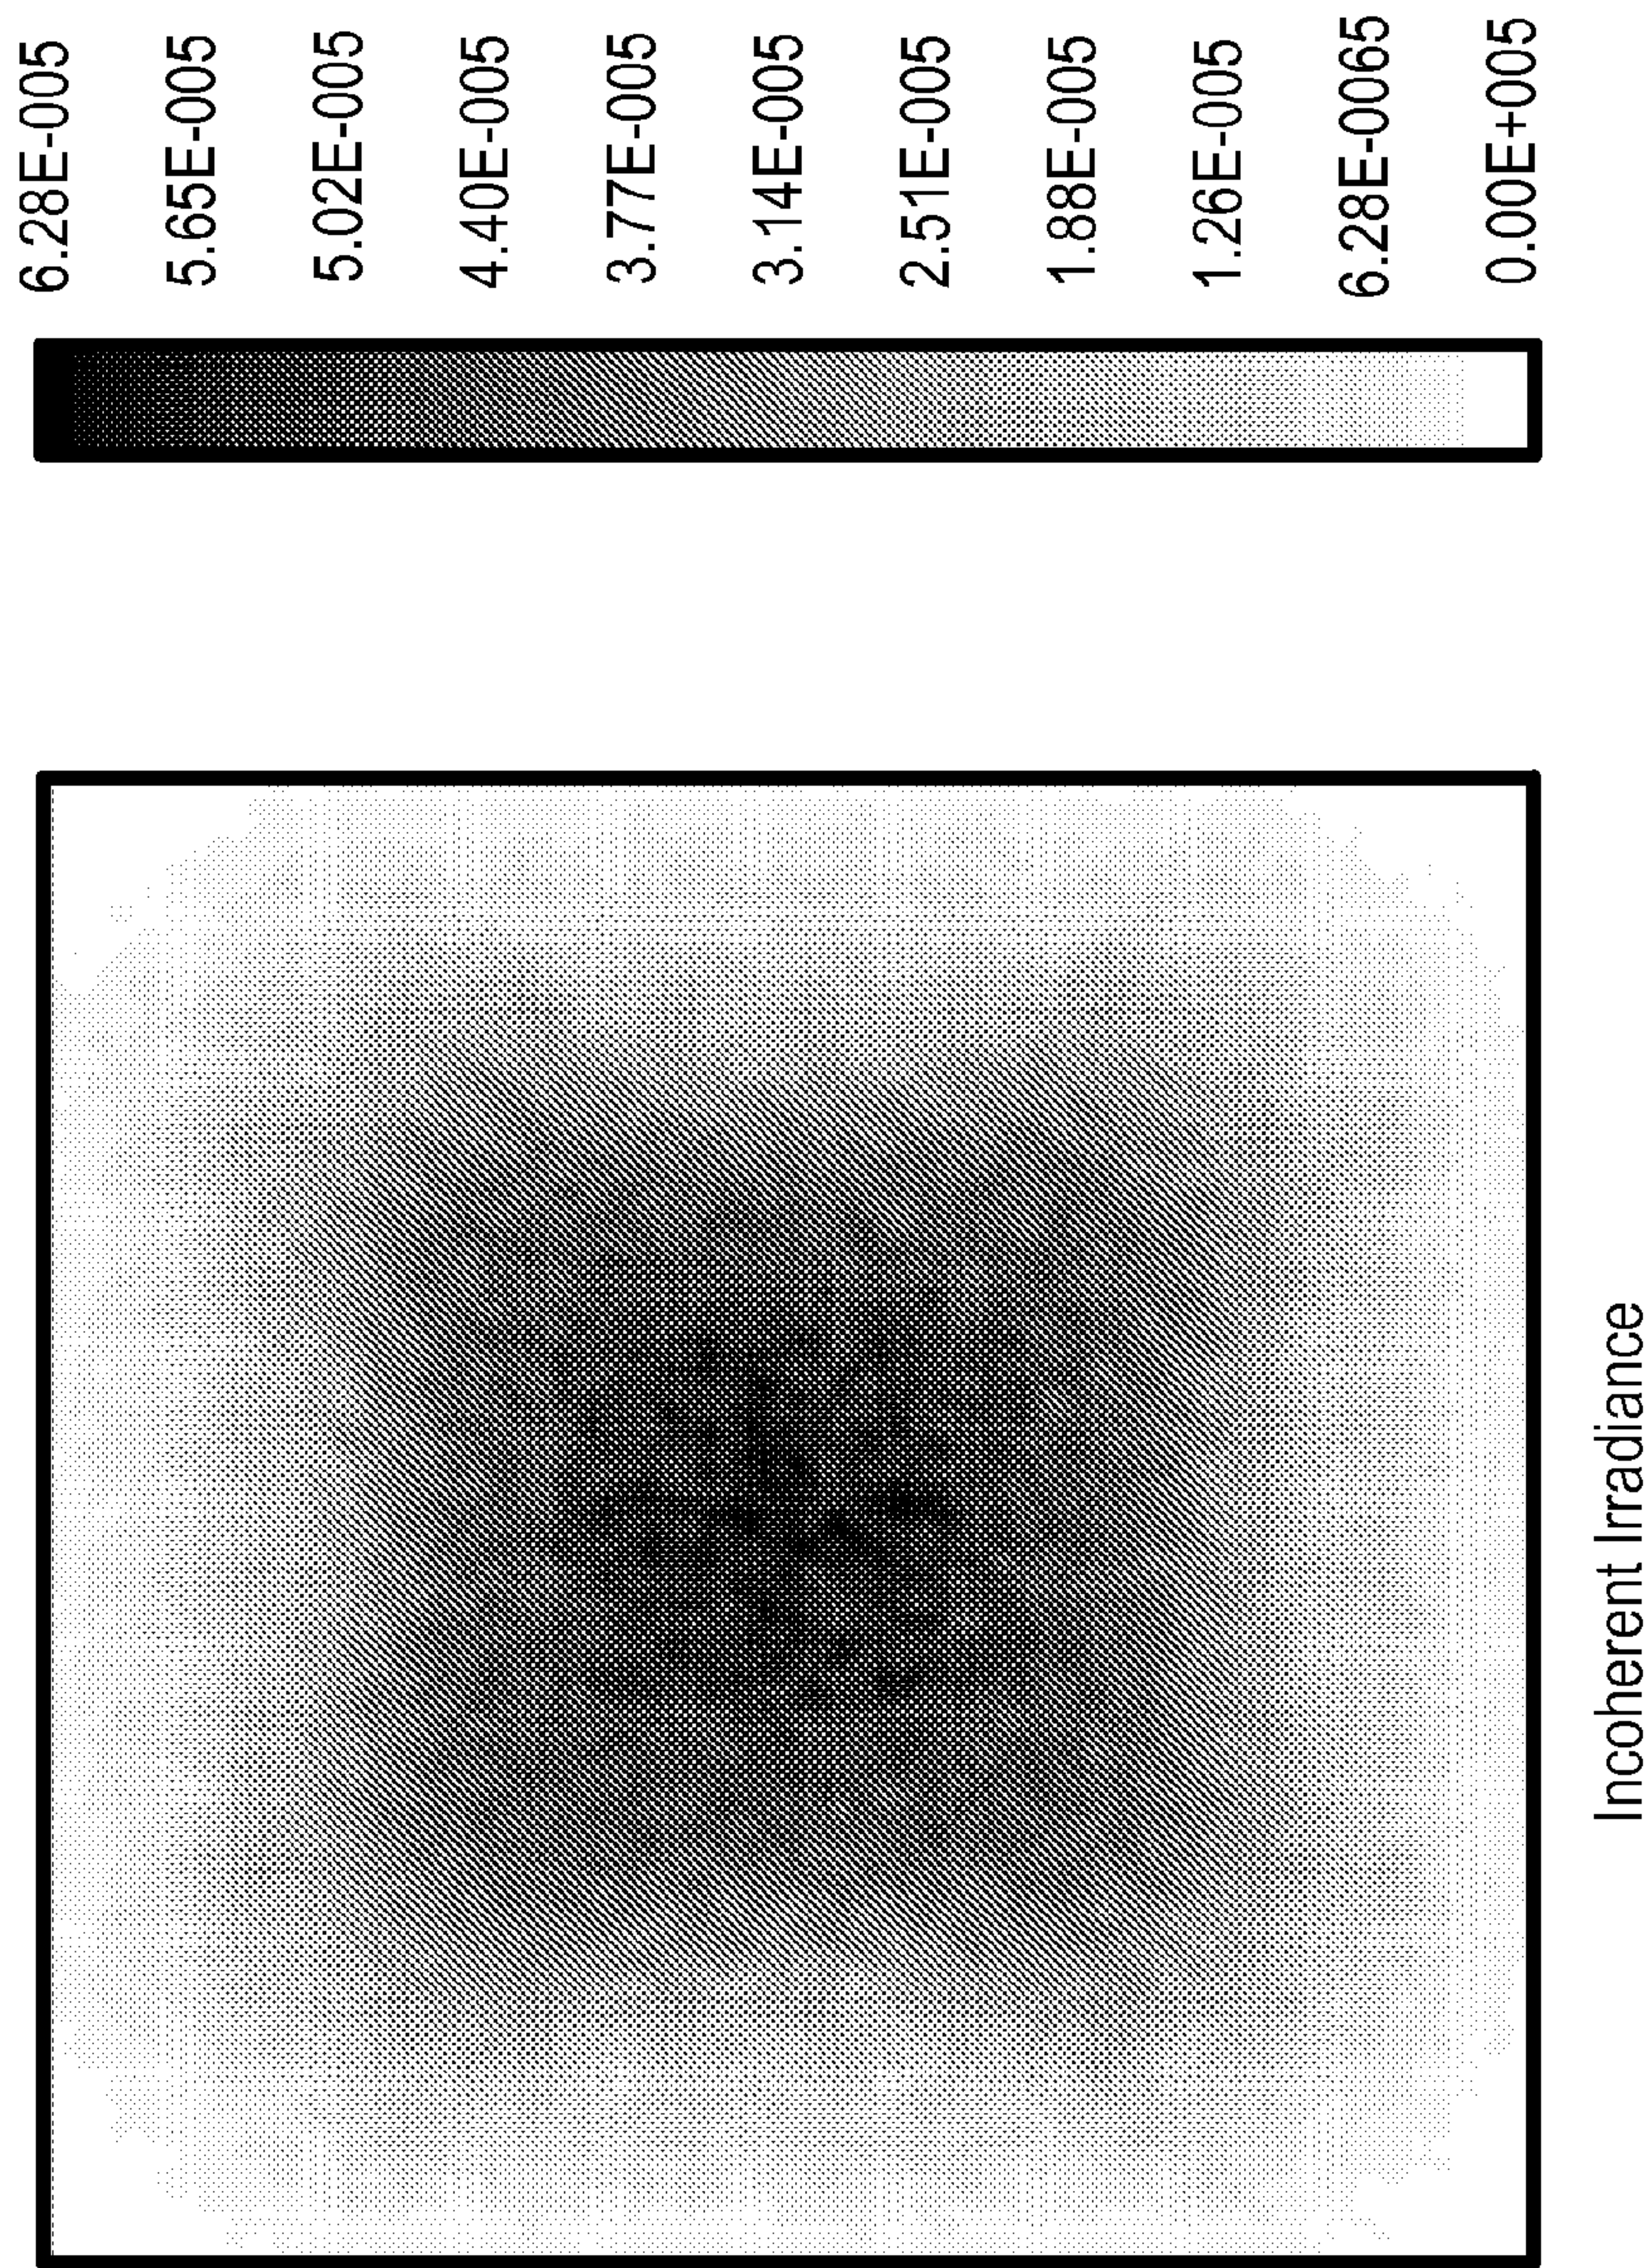 6.28E-005
5.65E-005
5.02E-005
4.40E-005
3.77E-005
3.14E-005
2.51E-005
1.88E-005
1.26E-005
6.28E-0065
0.00E+005
Incoherent Irradiance